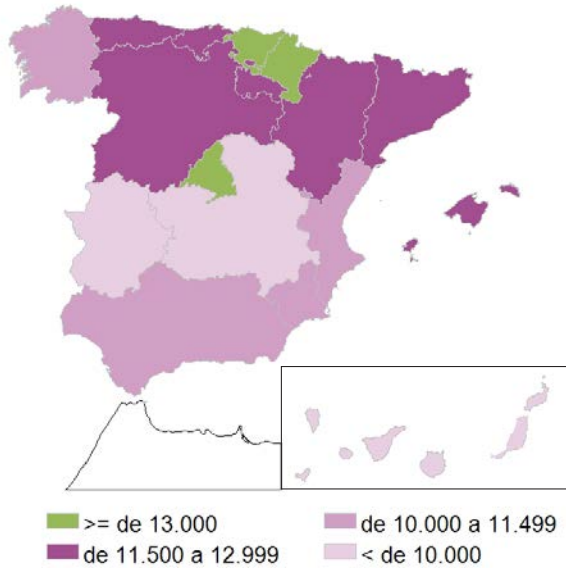 >= de 13.000
de 10.000 a 11.499
de 11.500 a 12.999
< de 10.000